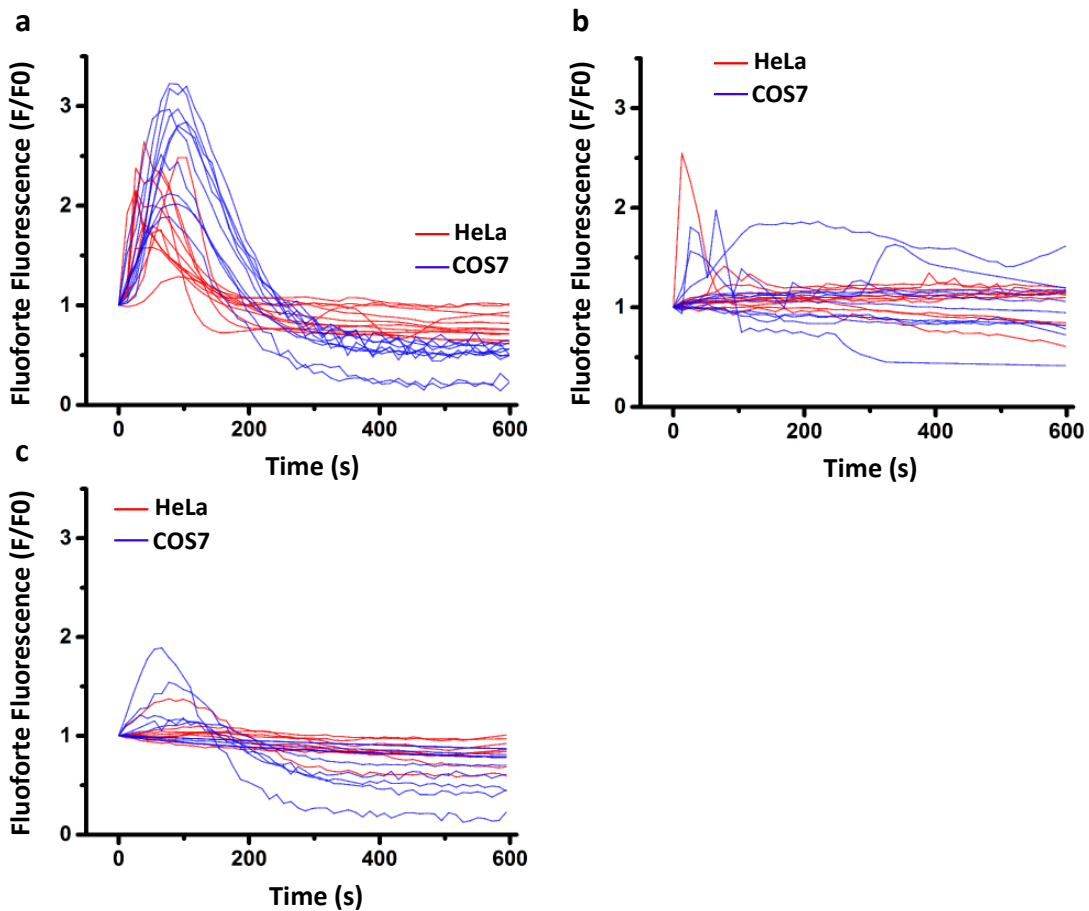 a
Fluoforte Fluorescence (F/F0)
3
2
1
0
HeLa
COS7
0
200
400
600
Time (s)
b
Fluoforte Fluorescence (F/F0)
3
2
1
0
HeLa
COS7
0
200
400
600
Time (s)
c
Fluoforte Fluorescence (F/F0)
3
2
1
0
HeLa
COS7
0
200
400
600
Time (s)